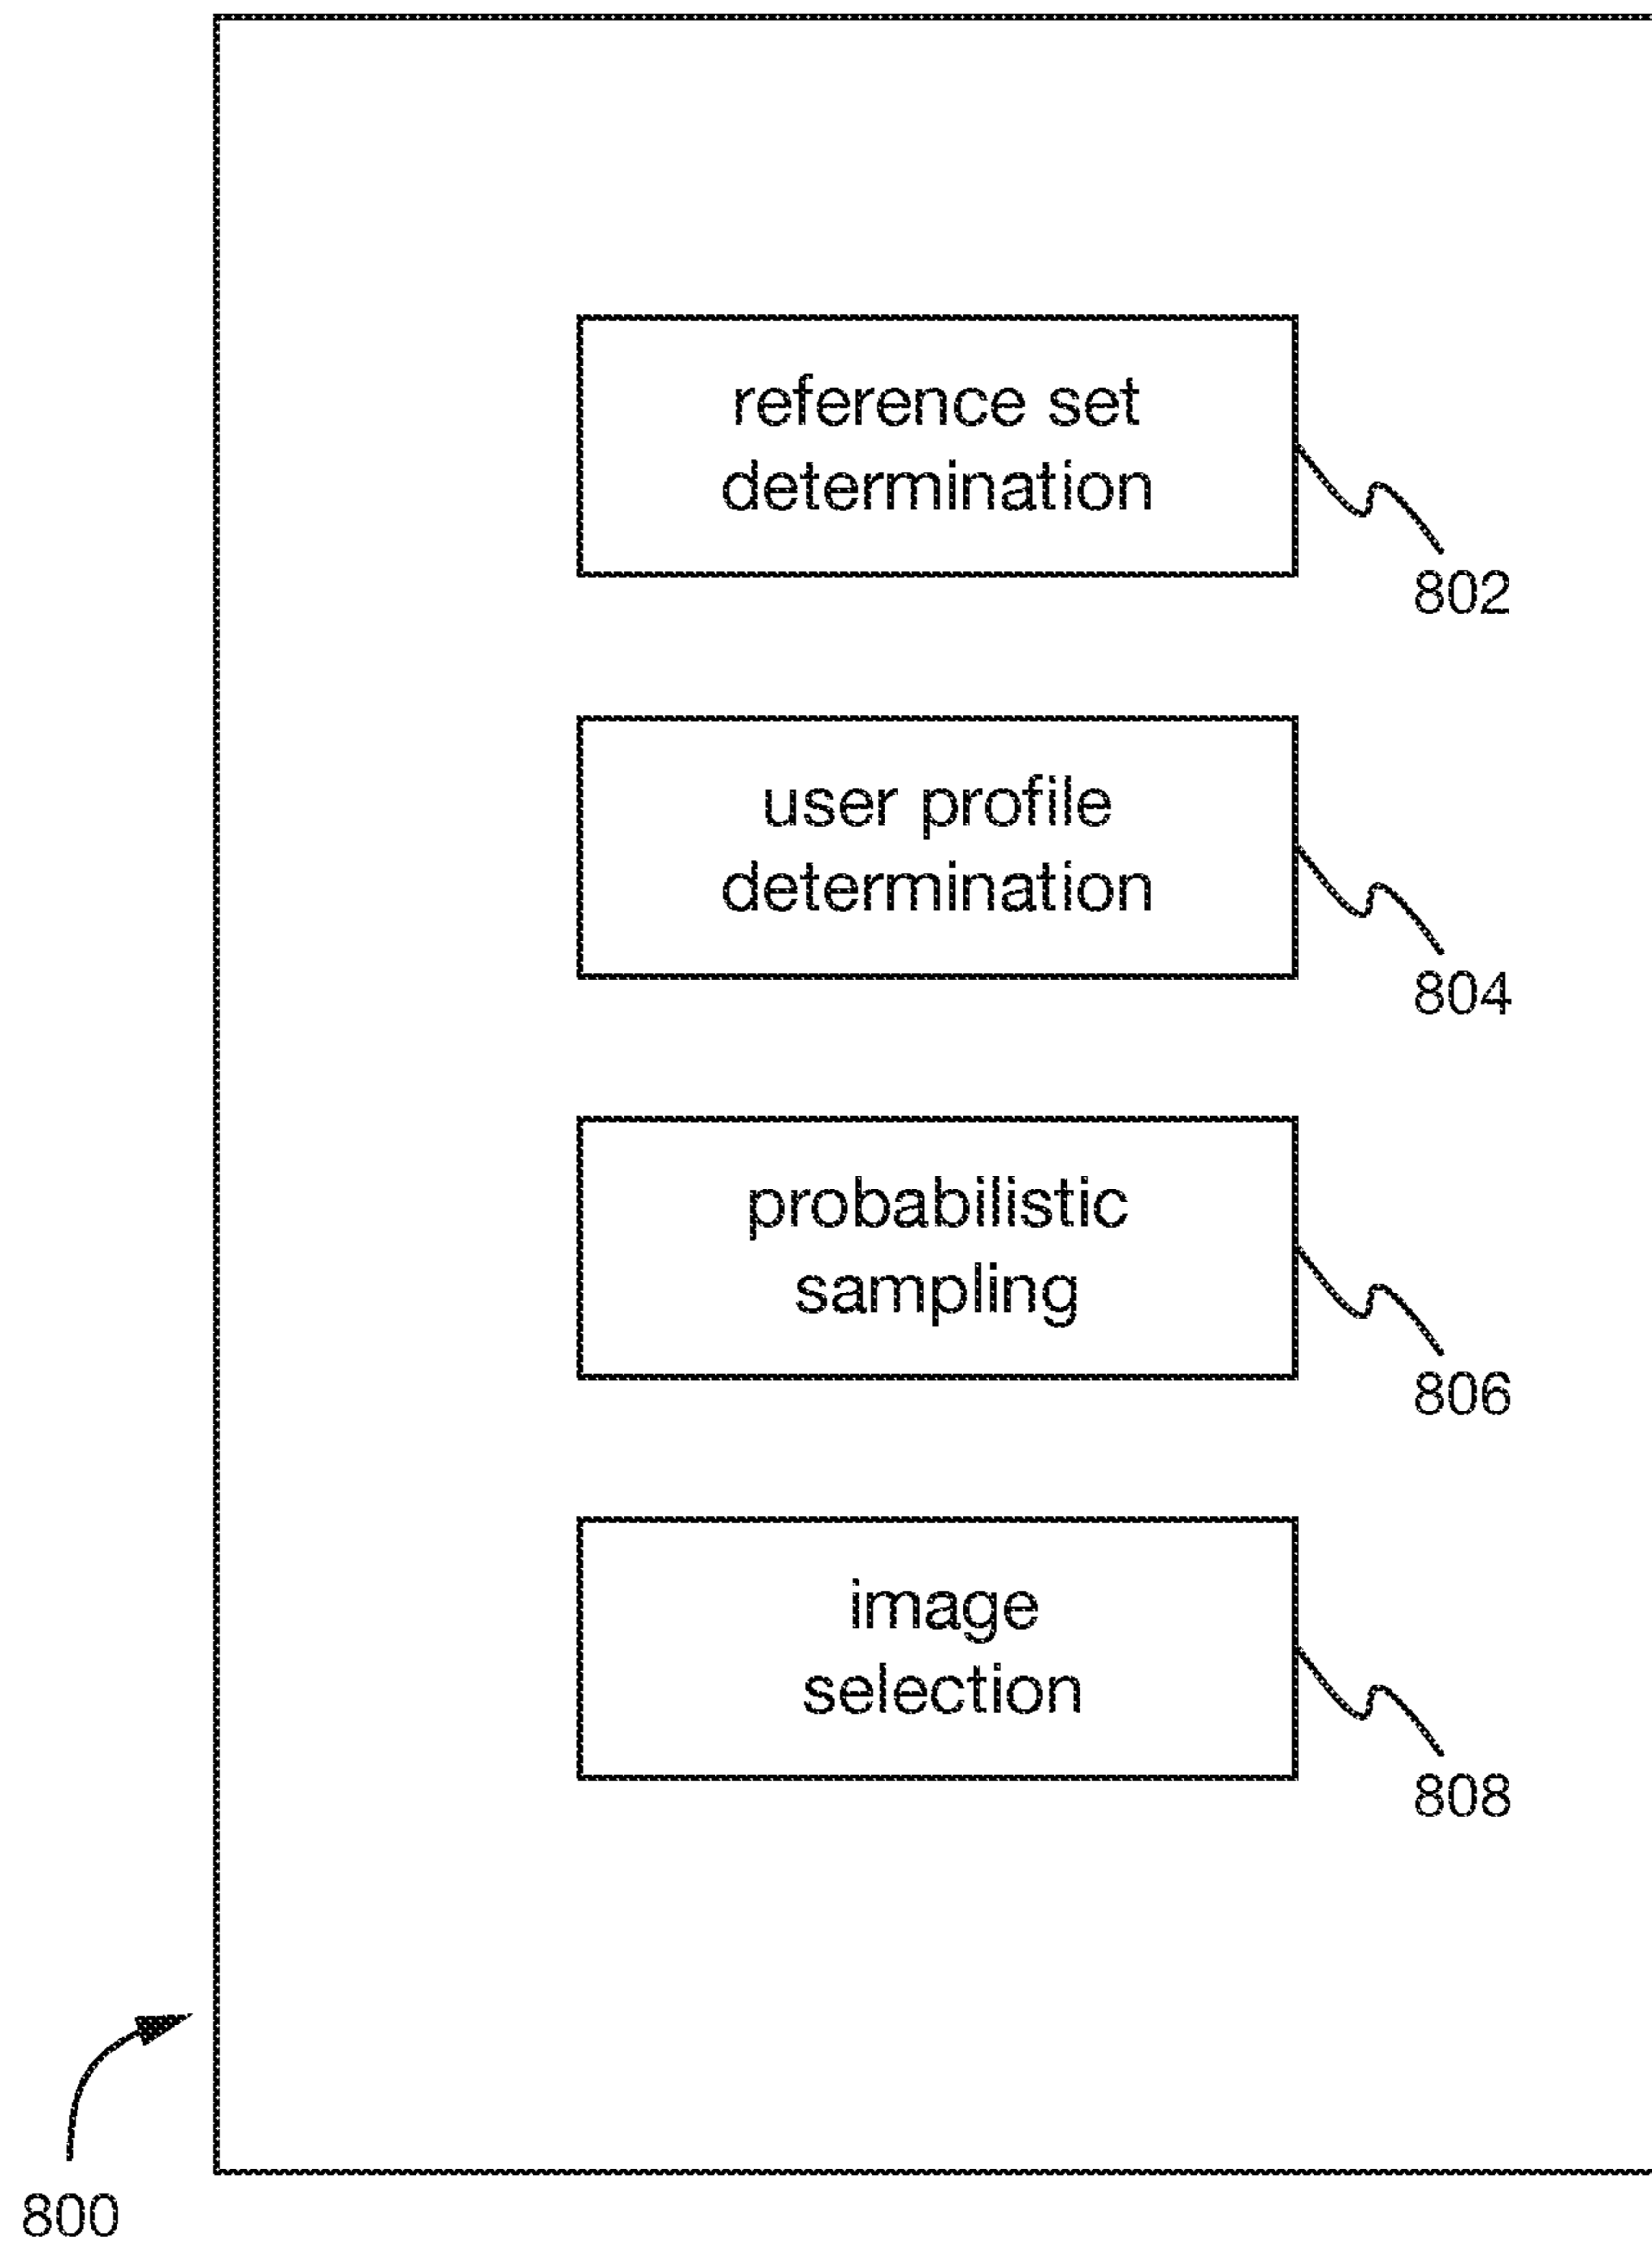 reference set
determination
802
user profile
determination
804
probabilistic
sampling
806
image
selection
808
800